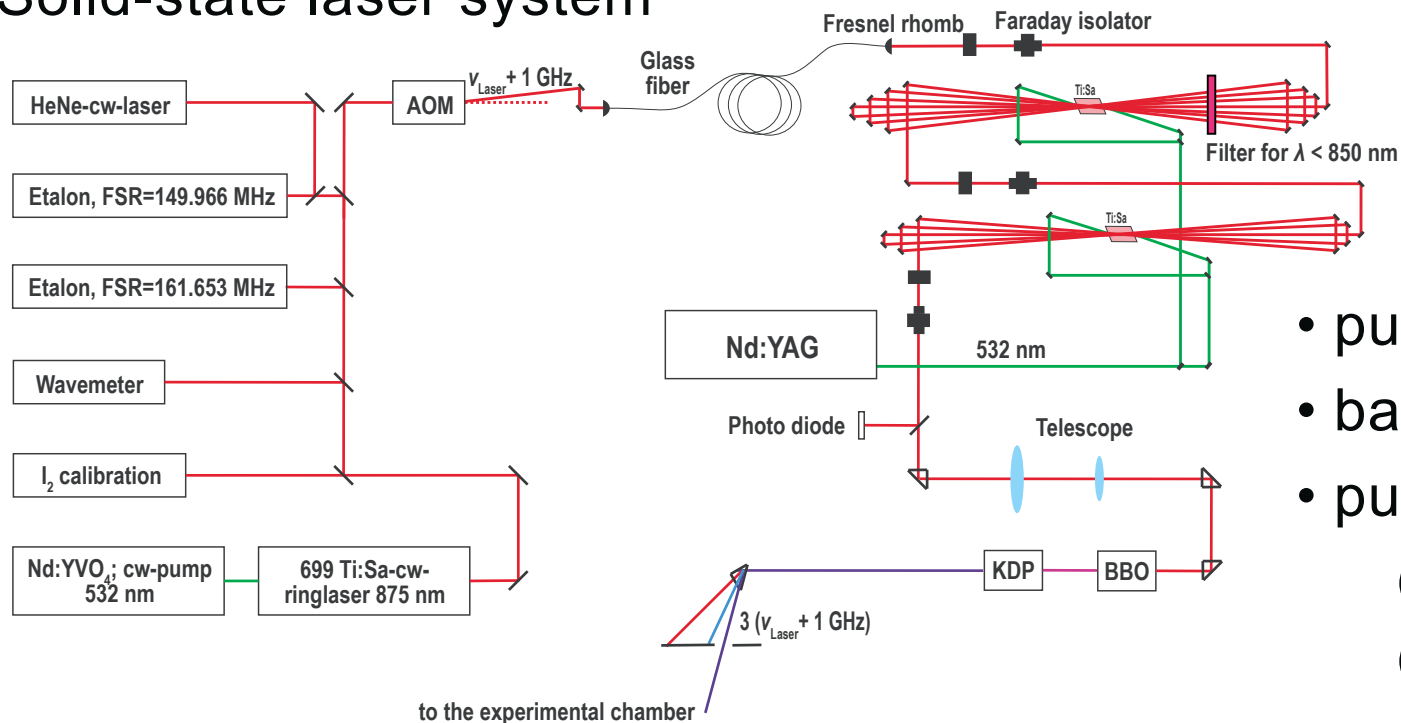 Solid-state laser system
Fresnel rhomb
Faraday isolator
Glass
fiber
νLaser + 1 GHz
HeNe-cw-laser
AOM
Ti:Sa
Filter for λ < 850 nm
Etalon, FSR=149.966 MHz
Ti:Sa
Etalon, FSR=161.653 MHz
Nd:YAG
532 nm
• pu
• ba
• pu
Wavemeter
Photo diode
Telescope
I2 calibration
Nd:YVO4; cw-pump
532 nm
699 Ti:Sa-cw-
ringlaser 875 nm
KDP
BBO
3 (νLaser + 1 GHz)
(
(
to the experimental chamber